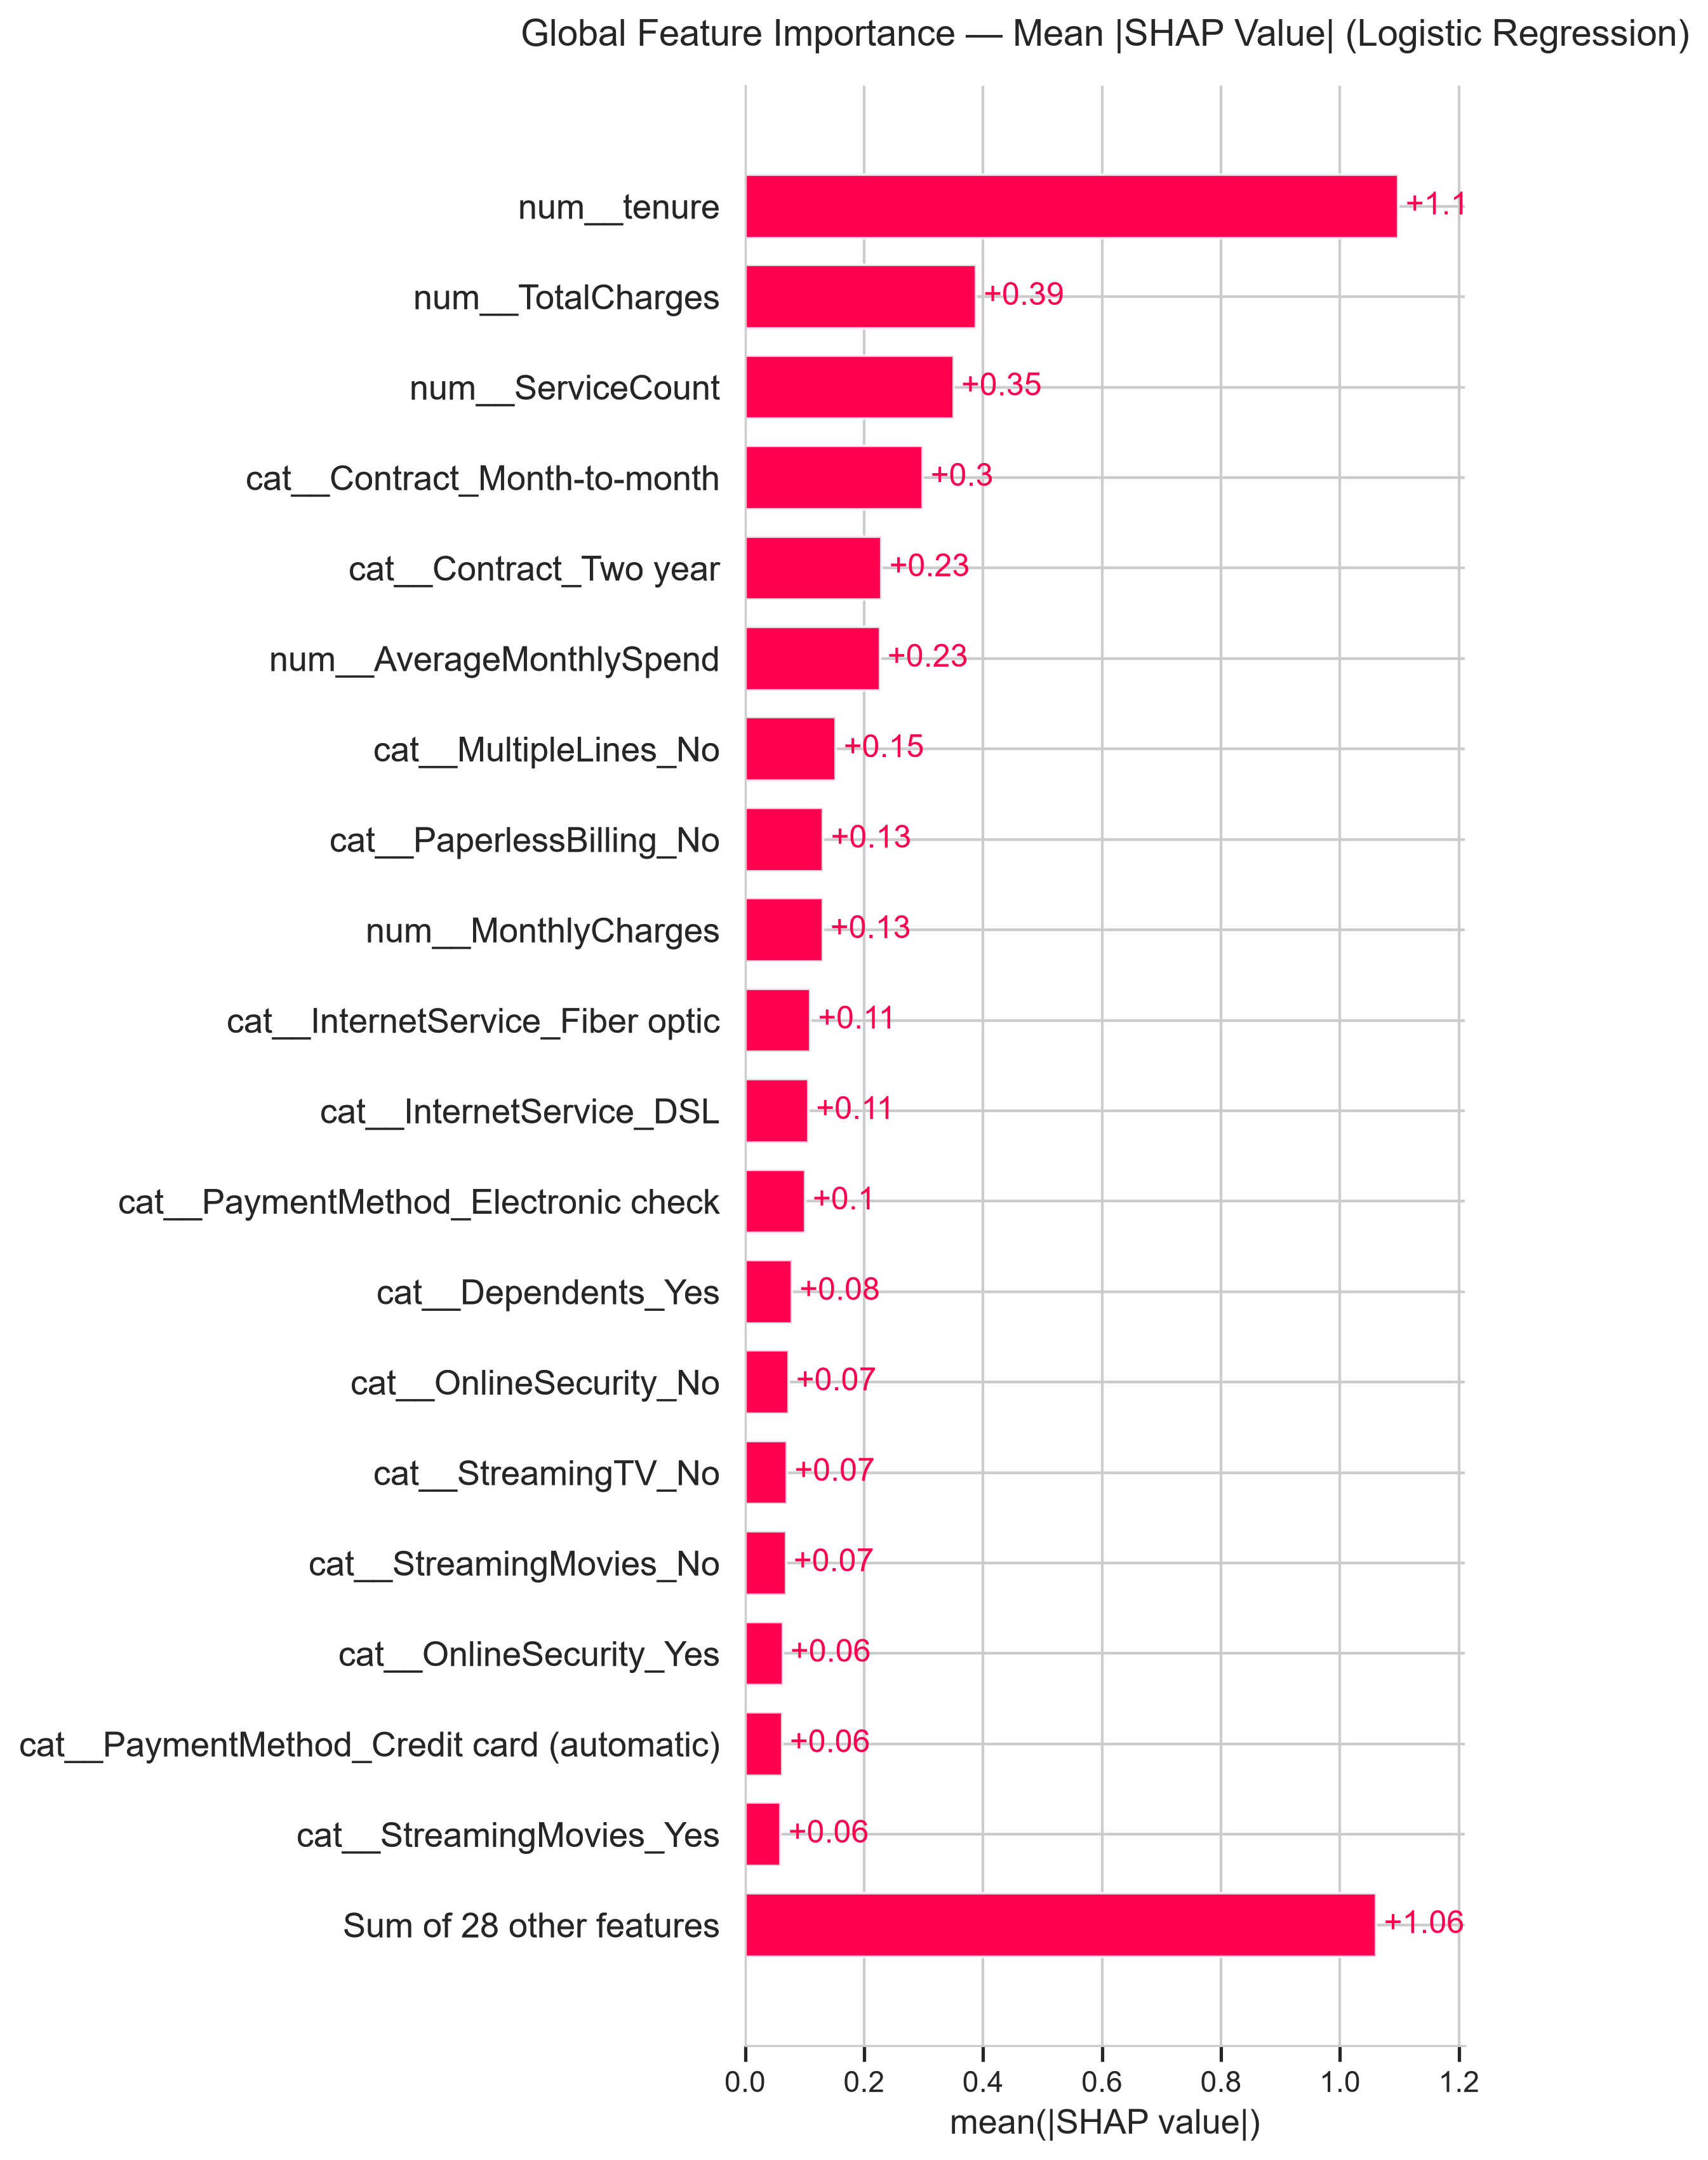 Global Feature Importance — Mean |SHAP Value| (Logistic Regression)
num__tenure +1.1
num__TotalCharges +0.39
num__ServiceCount +0.35
cat__Contract_Month-to-month +0.3
cat__Contract_Two year +0.23
num__AverageMonthlySpend +0.23
cat__MultipleLines_No +0.15
cat__PaperlessBilling_No +0.13
num__MonthlyCharges +0.13
cat__InternetService_Fiber optic +0.11
cat__InternetService_DSL +0.11
cat__PaymentMethod_Electronic check +0.1
cat__Dependents_Yes +0.08
cat__OnlineSecurity_No +0.07
cat__StreamingTV_No +0.07
cat__StreamingMovies_No +0.07
cat__OnlineSecurity_Yes +0.06
cat__PaymentMethod_Credit card (automatic) +0.06
cat__StreamingMovies_Yes +0.06
Sum of 28 other features +1.06
0.0 0.2 0.4 0.6 0.8 1.0 1.2
mean(|SHAP value|)